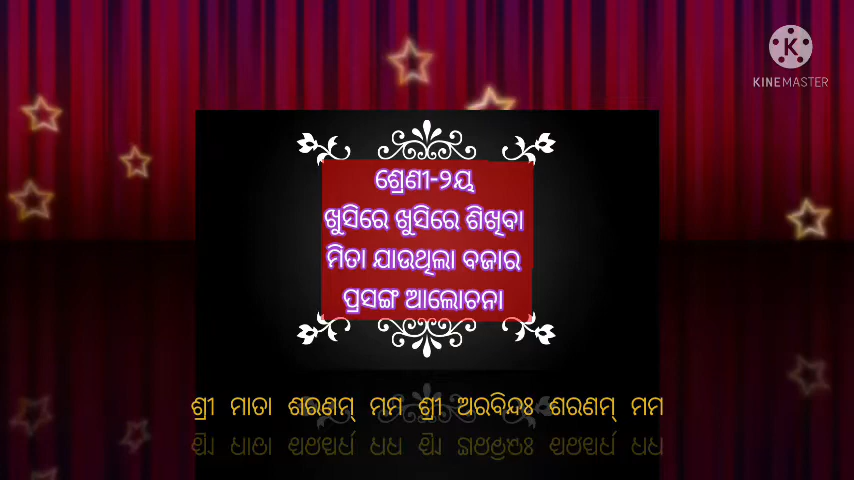 KINEMASTER
ଶ୍ରେଣୀ-୨ୟ
ଖୁସିରେ ଖୁସିରେ ଶିଖିବା
ମିତା ଯାଉଥିଲା ବଜାର
ପ୍ରସଙ୍ଗ ଆଲୋଚନା
ଶ୍ରୀ ମାତା ଶରଣମ୍ ମମ ଶ୍ରୀ ଅରବିନ୍ଦଃ ଶରଣମ୍ ମମ